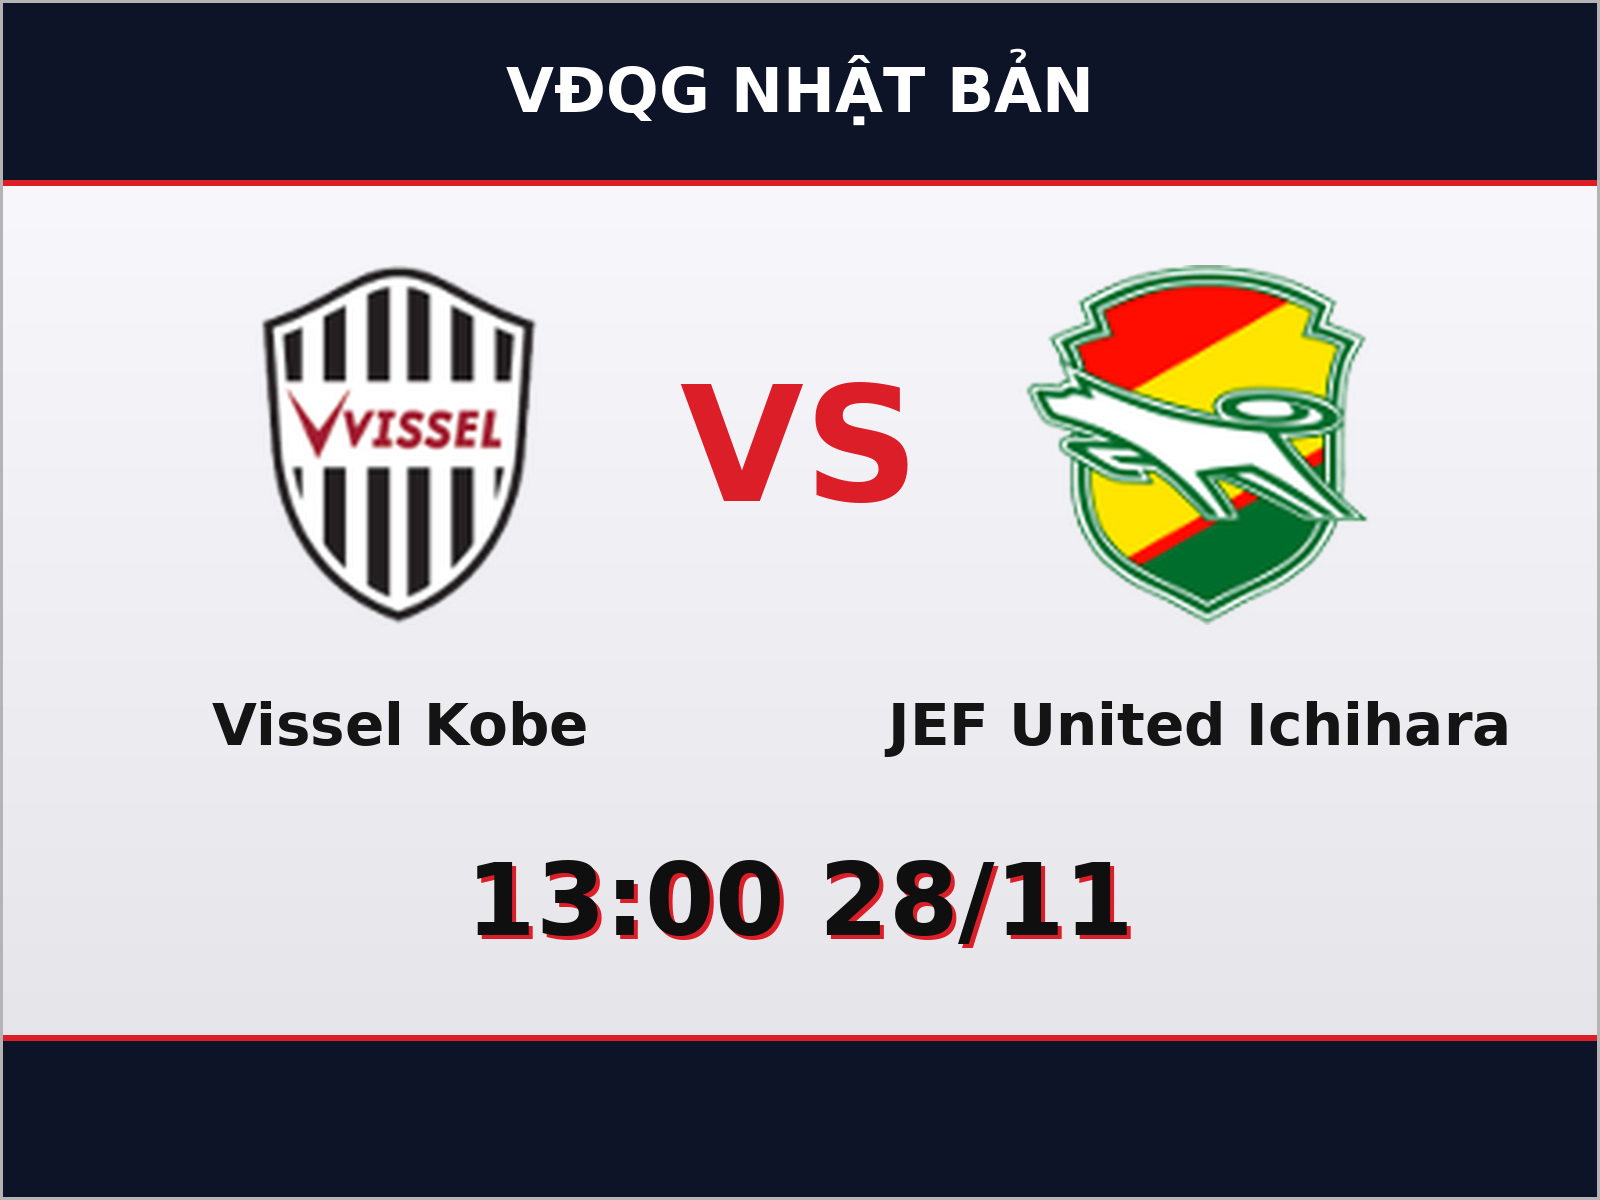 VĐQG NHẬT BẢN
VISSEL
VS
Vissel Kobe
JEF United Ichihara
13:00 28/11